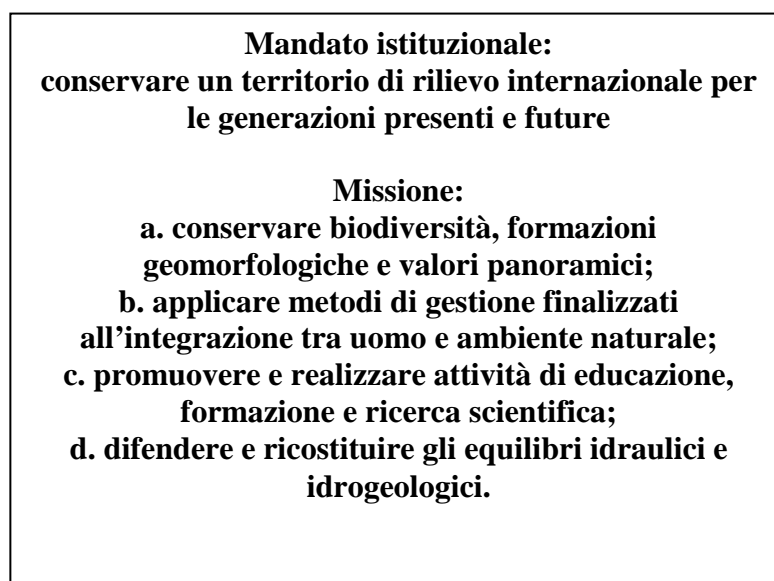 Mandato istituzionale:
conservare un territorio di rilievo internazionale per
le generazioni presenti e future
Missione:
a. conservare biodiversità, formazioni
geomorfologiche e valori panoramici;
b. applicare metodi di gestione finalizzati
all’integrazione tra uomo e ambiente naturale;
c. promuovere e realizzare attività di educazione,
formazione e ricerca scientifica;
d. difendere e ricostituire gli equilibri idraulici e
idrogeologici.